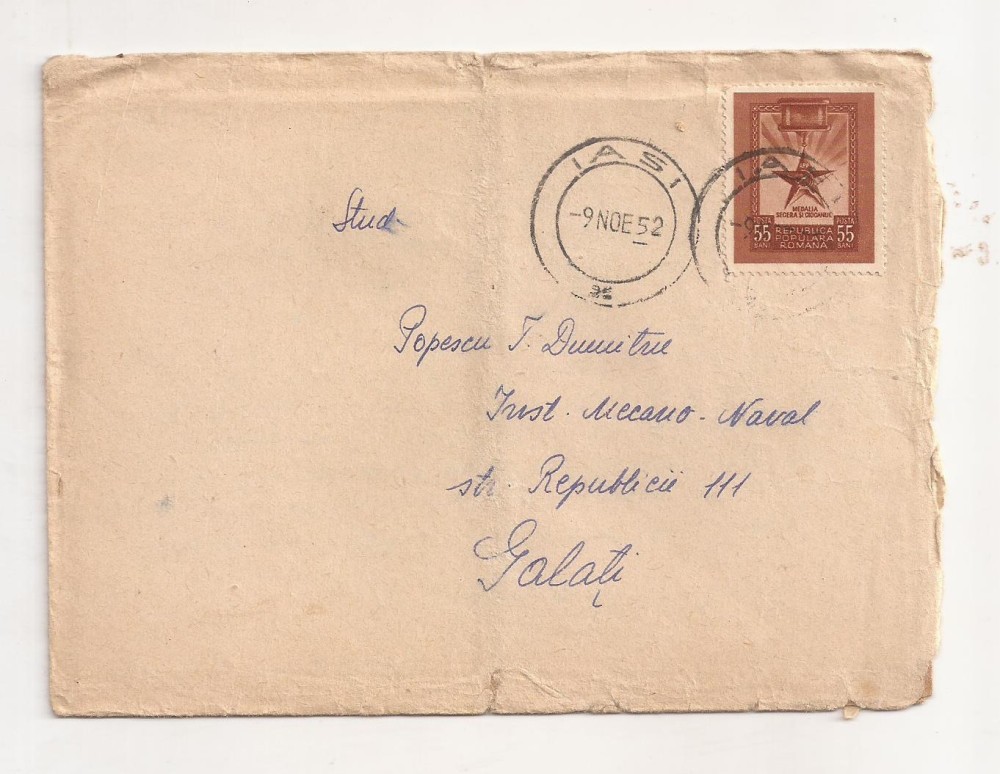 IASI
-9 NOE 52
IA
MEDALIA
SECERA ȘI CIOCANUL
POSTA POSTA
55 55
BANI BANI
REPUBLICA
POPULARA
ROMANA
Stud
Popescu T. Dumitru
Inst. Mecano-Naval
str. Republicii 111
Galați